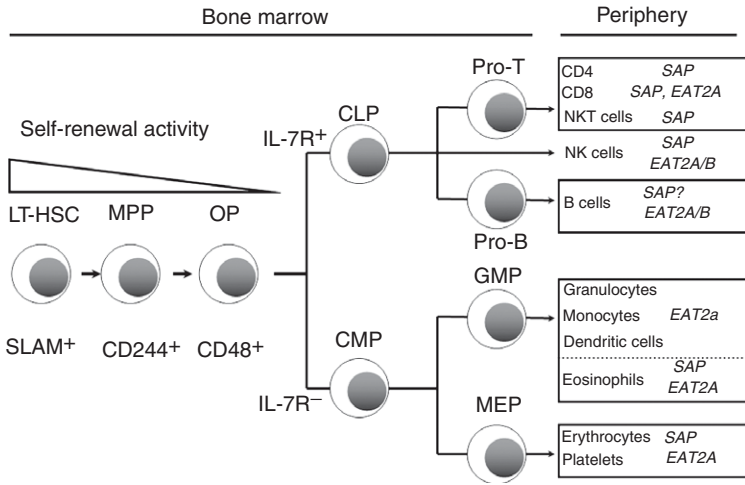 Bone marrow
Periphery
Self-renewal activity
LT-HSC
MPP
OP
SLAM+
CD244+
CD48+
IL-7R+
IL-7R–
CLP
CMP
Pro-T
Pro-B
GMP
MEP
CD4 SAP
CD8 SAP, EAT2A
NKT cells SAP
NK cells SAP
EAT2A/B
B cells SAP?
EAT2A/B
Granulocytes
Monocytes EAT2a
Dendritic cells
Eosinophils SAP
EAT2A
Erythrocytes SAP
Platelets EAT2A